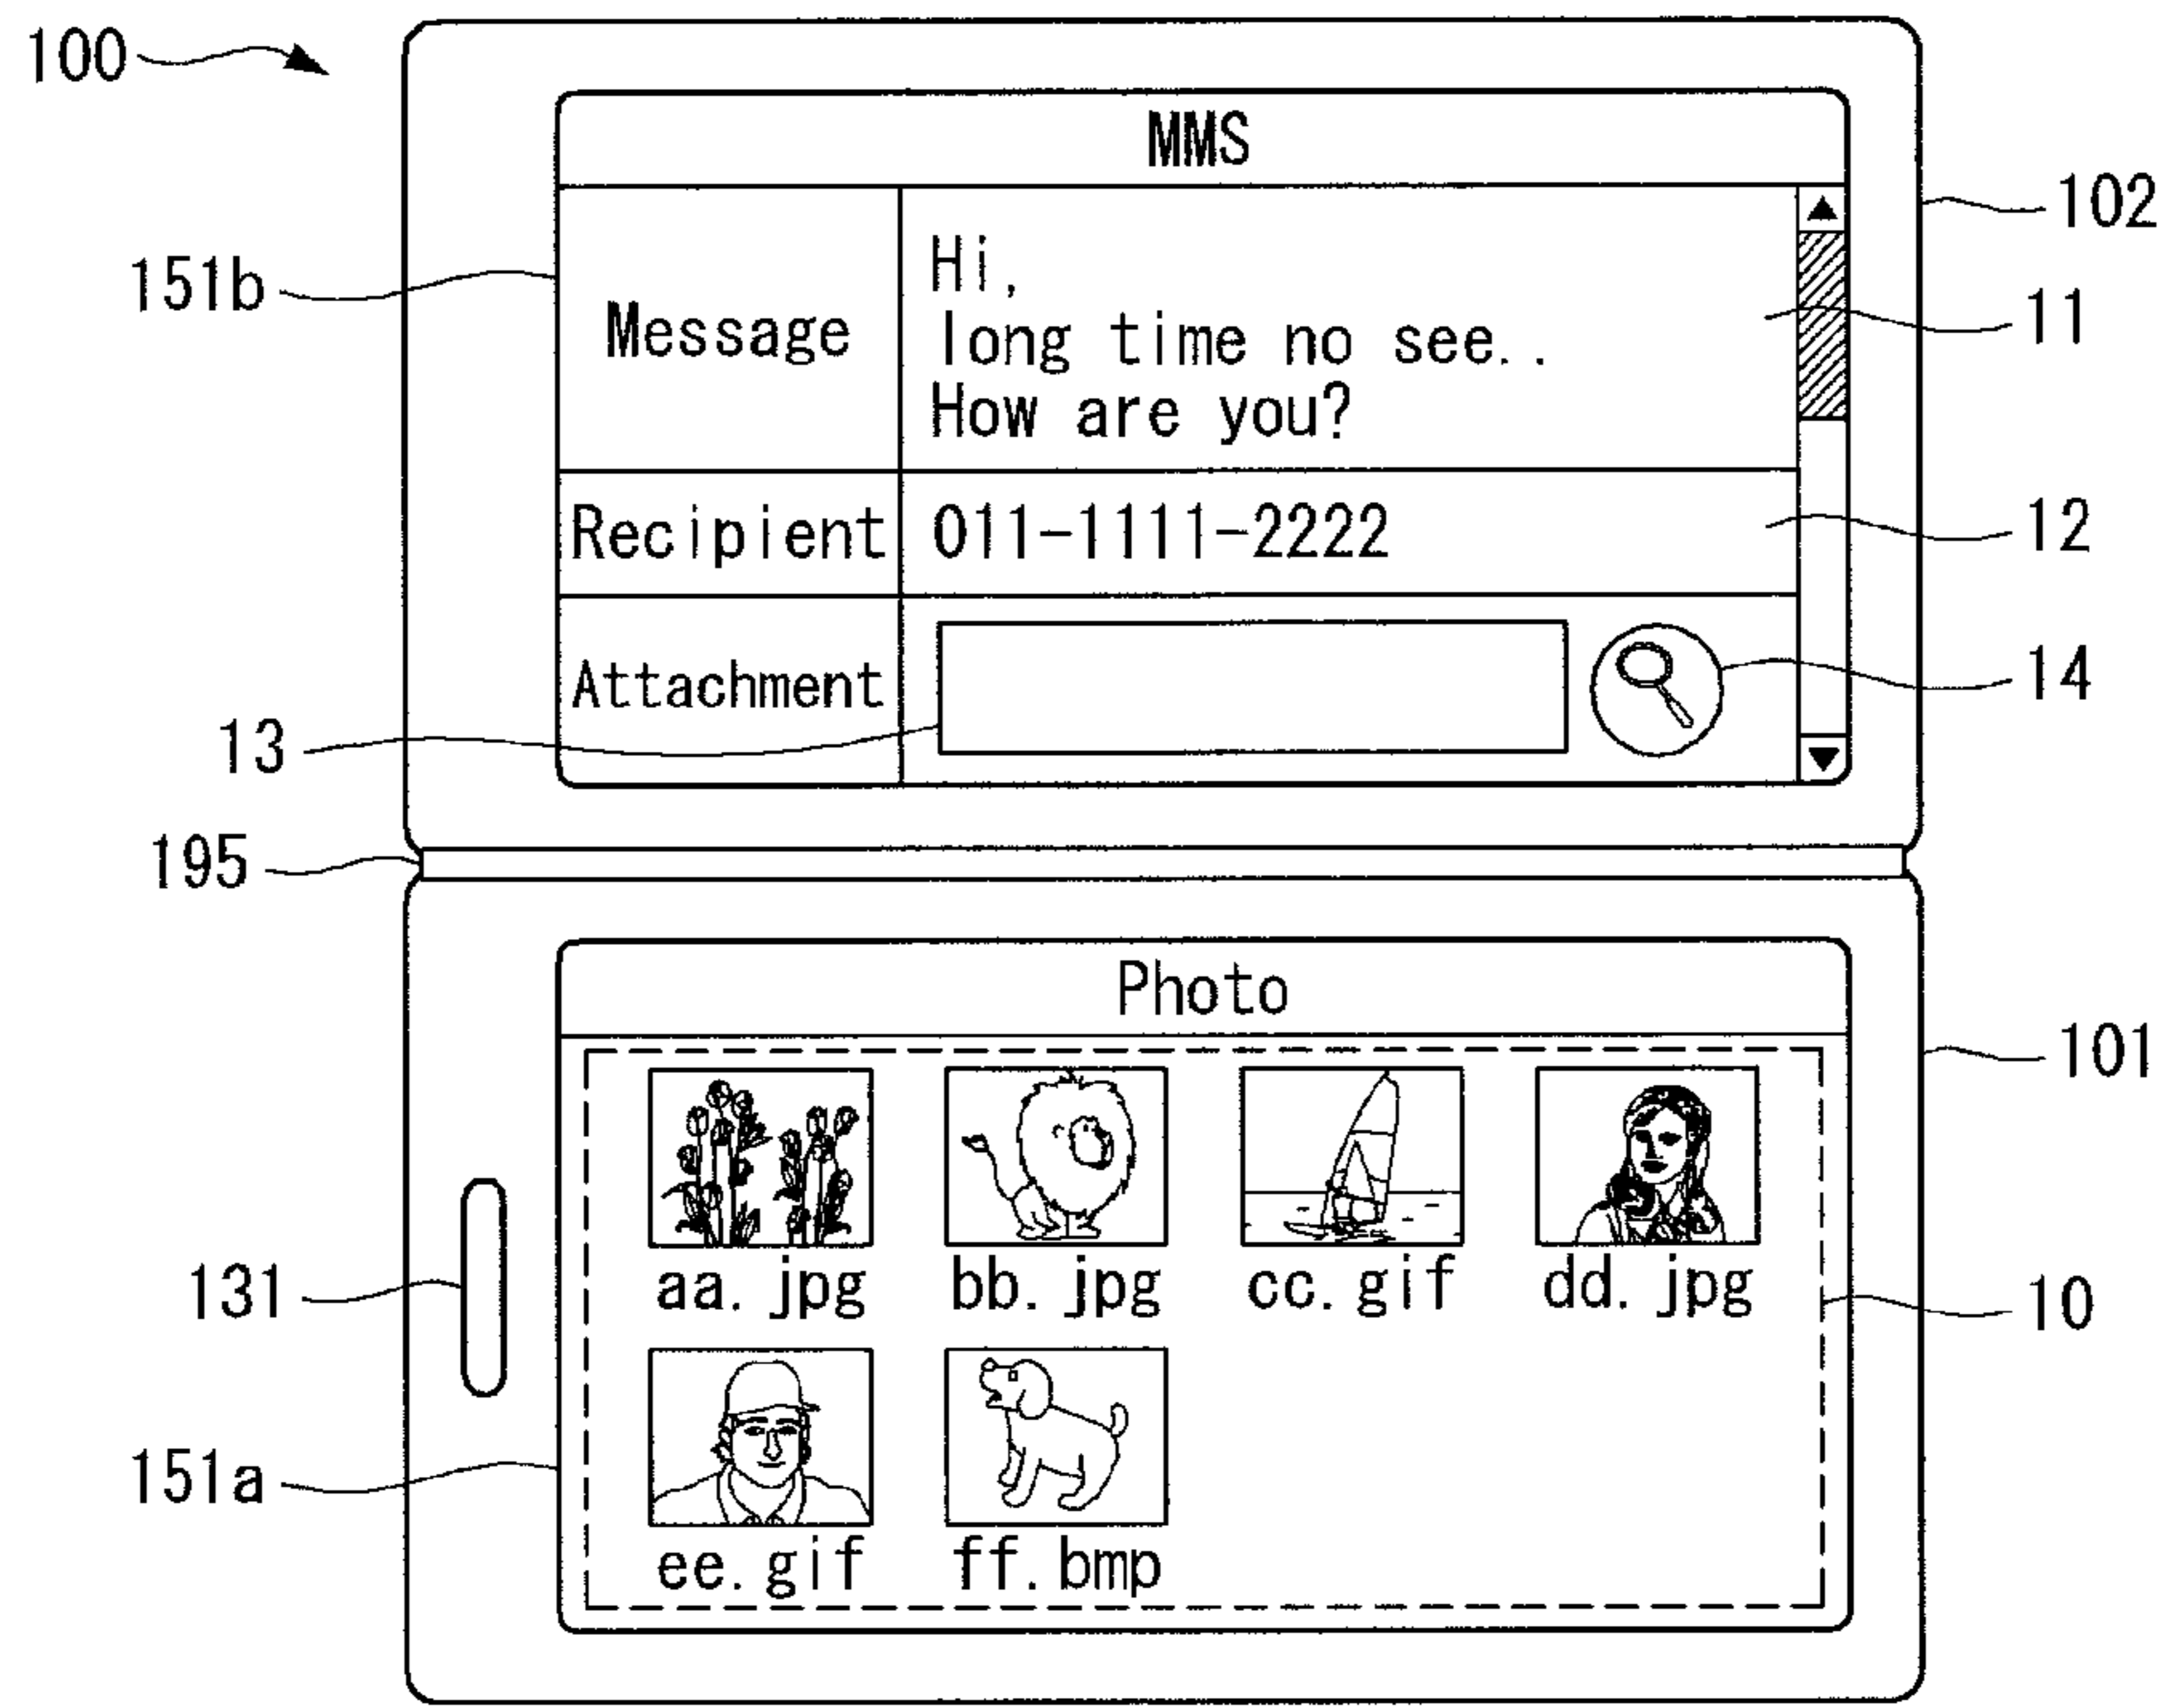 100
MMS
102
151b
Message
Hi,
long time no see..
How are you?
11
Recipient
011-1111-2222
12
Attachment
14
13
195
Photo
101
aa.jpg
bb.jpg
cc.gif
dd.jpg
131
10
151a
ee.gif
ff.bmp